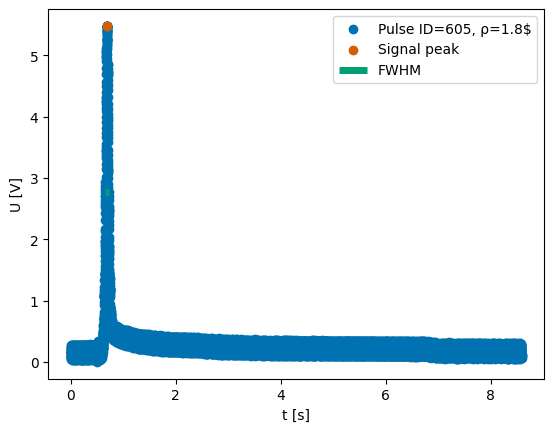 Pulse ID=605, ρ=1.8$
Signal peak
FWHM
U [V]
5
4
3
2
1
0
0 2 4 6 8
t [s]